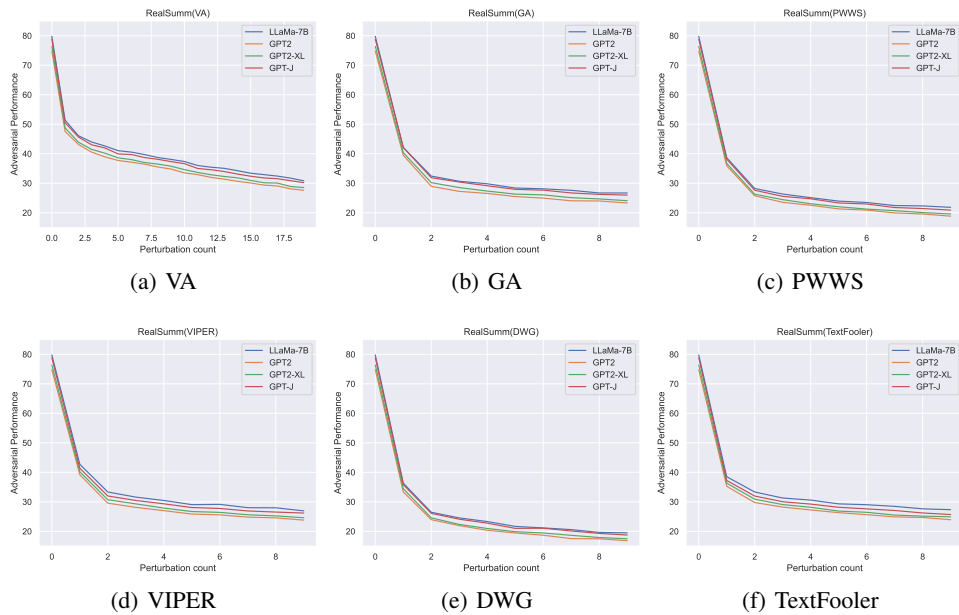 RealSumm(VA)
Adversarial Performance
80
70
60
50
40
30
20
LLaMa-7B
GPT2
GPT2-XL
GPT-J
0.0 2.5 5.0 7.5 10.0 12.5 15.0 17.5
Perturbation count
(a) VA
RealSumm(GA)
Adversarial Performance
80
70
60
50
40
30
20
LLaMa-7B
GPT2
GPT2-XL
GPT-J
0 2 4 6 8
Perturbation count
(b) GA
RealSumm(PWWS)
Adversarial Performance
80
70
60
50
40
30
20
LLaMa-7B
GPT2
GPT2-XL
GPT-J
0 2 4 6 8
Perturbation count
(c) PWWS
RealSumm(VIPER)
Adversarial Performance
80
70
60
50
40
30
20
LLaMa-7B
GPT2
GPT2-XL
GPT-J
0 2 4 6 8
Perturbation count
(d) VIPER
RealSumm(DWG)
Adversarial Performance
80
70
60
50
40
30
20
LLaMa-7B
GPT2
GPT2-XL
GPT-J
0 2 4 6 8
Perturbation count
(e) DWG
RealSumm(TextFooler)
Adversarial Performance
80
70
60
50
40
30
20
LLaMa-7B
GPT2
GPT2-XL
GPT-J
0 2 4 6 8
Perturbation count
(f) TextFooler